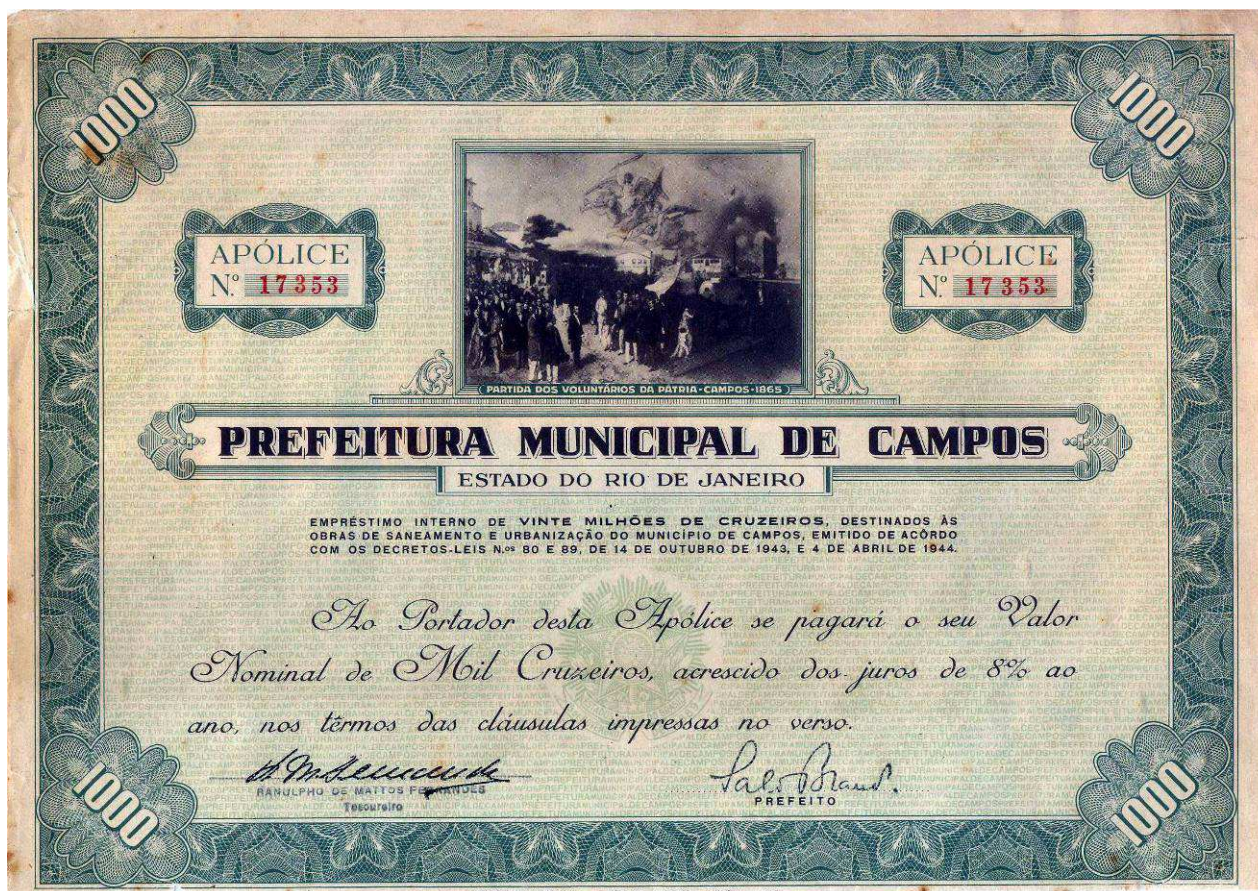 1000
1000
APÓLICE
N.º 17353
APÓLICE
N.º 17353
PARTIDA DOS VOLUNTÁRIOS DA PÁTRIA-CAMPOS-1865
PREFEITURA MUNICIPAL DE CAMPOS
ESTADO DO RIO DE JANEIRO
EMPRÉSTIMO INTERNO DE VINTE MILHÕES DE CRUZEIROS, DESTINADOS ÀS
OBRAS DE SANEAMENTO E URBANIZAÇÃO DO MUNICÍPIO DE CAMPOS, EMITIDO DE ACÔRDO
COM OS DECRETOS-LEIS N.ºs 80 E 89, DE 14 DE OUTUBRO DE 1943, E 4 DE ABRIL DE 1944.
Ao Portador desta Apólice se pagará o seu Valor
Nominal de Mil Cruzeiros, acrescido dos juros de 8% ao
ano, nos têrmos das cláusulas impressas no verso.
RANULPHO DE MATTOS FERNANDES
Tesoureiro
PREFEITO
1000
1000